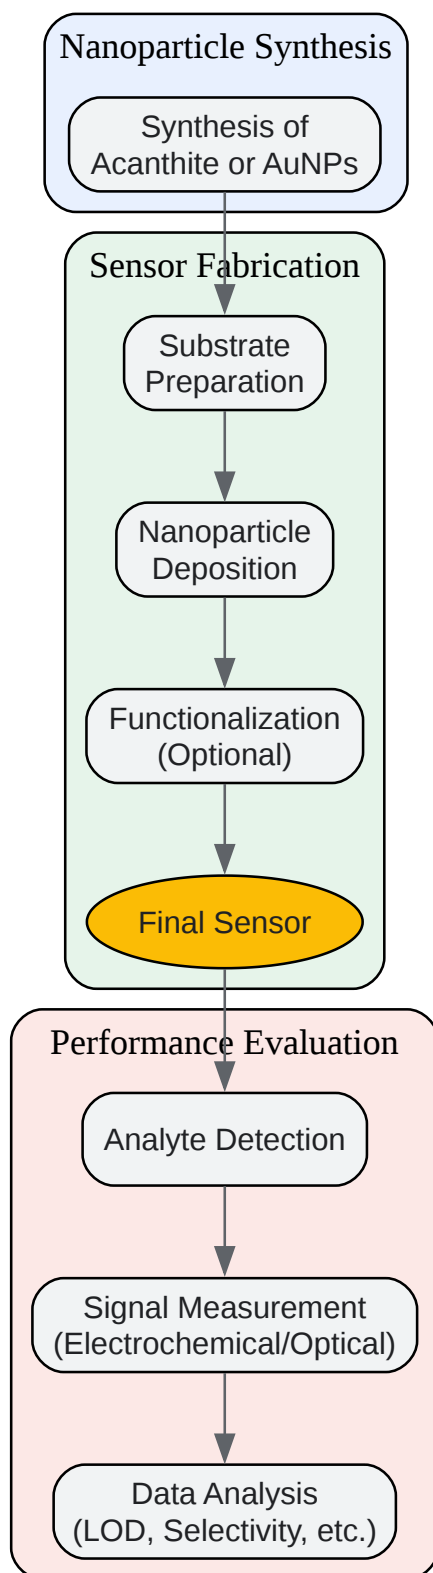 Nanoparticle Synthesis
Synthesis of
Acanthite or AuNPs
Sensor Fabrication
Substrate
Preparation
Nanoparticle
Deposition
Functionalization
(Optional)
Final Sensor
Performance Evaluation
Analyte Detection
Signal Measurement
(Electrochemical/Optical)
Data Analysis
(LOD, Selectivity, etc.)